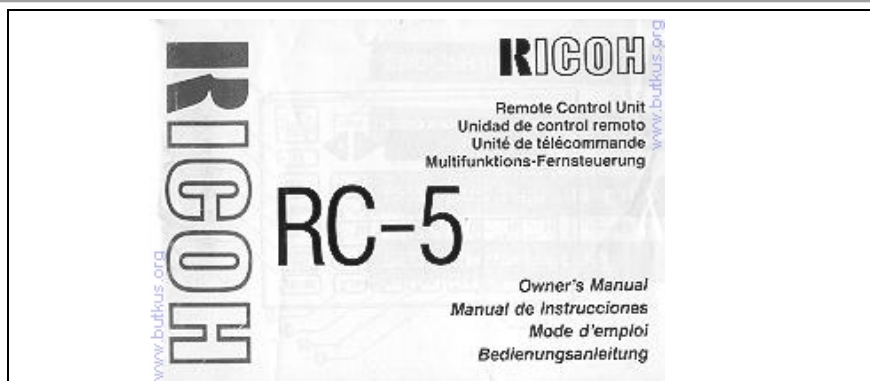 RICOH
RICOH
Remote Control Unit
Unidad de control remoto
Unité de télécommande
Multifunktions-Fernsteuerung
RC-5
Owner's Manual
Manual de instrucciones
Mode d'emploi
Bedienungsanleitung
www.butkus.org
www.butkus.org